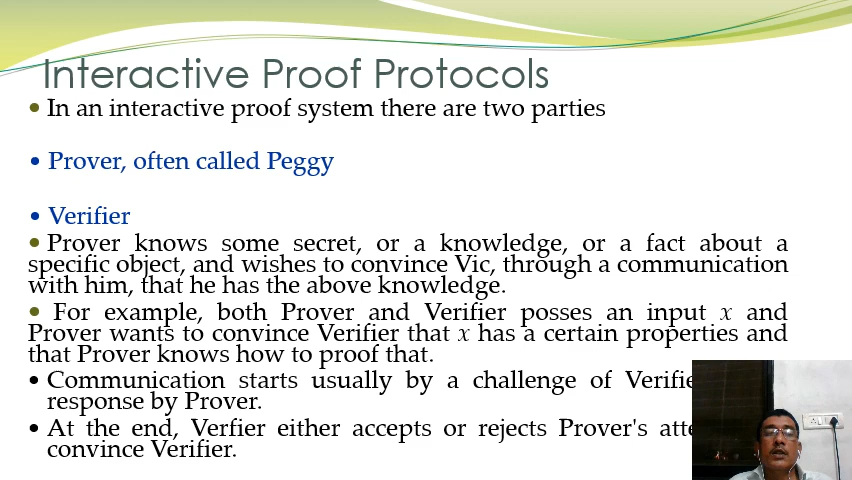 Interactive Proof Protocols
• In an interactive proof system there are two parties
• Prover, often called Peggy
• Verifier
• Prover knows some secret, or a knowledge, or a fact about a
specific object, and wishes to convince Vic, through a communication
with him, that he has the above knowledge.
• For example, both Prover and Verifier posses an input x and
Prover wants to convince Verifier that x has a certain properties and
that Prover knows how to proof that.
• Communication starts usually by a challenge of
response by Prover.
• At the end, Verfier either accepts or rejects Prover's
convince Verifier.